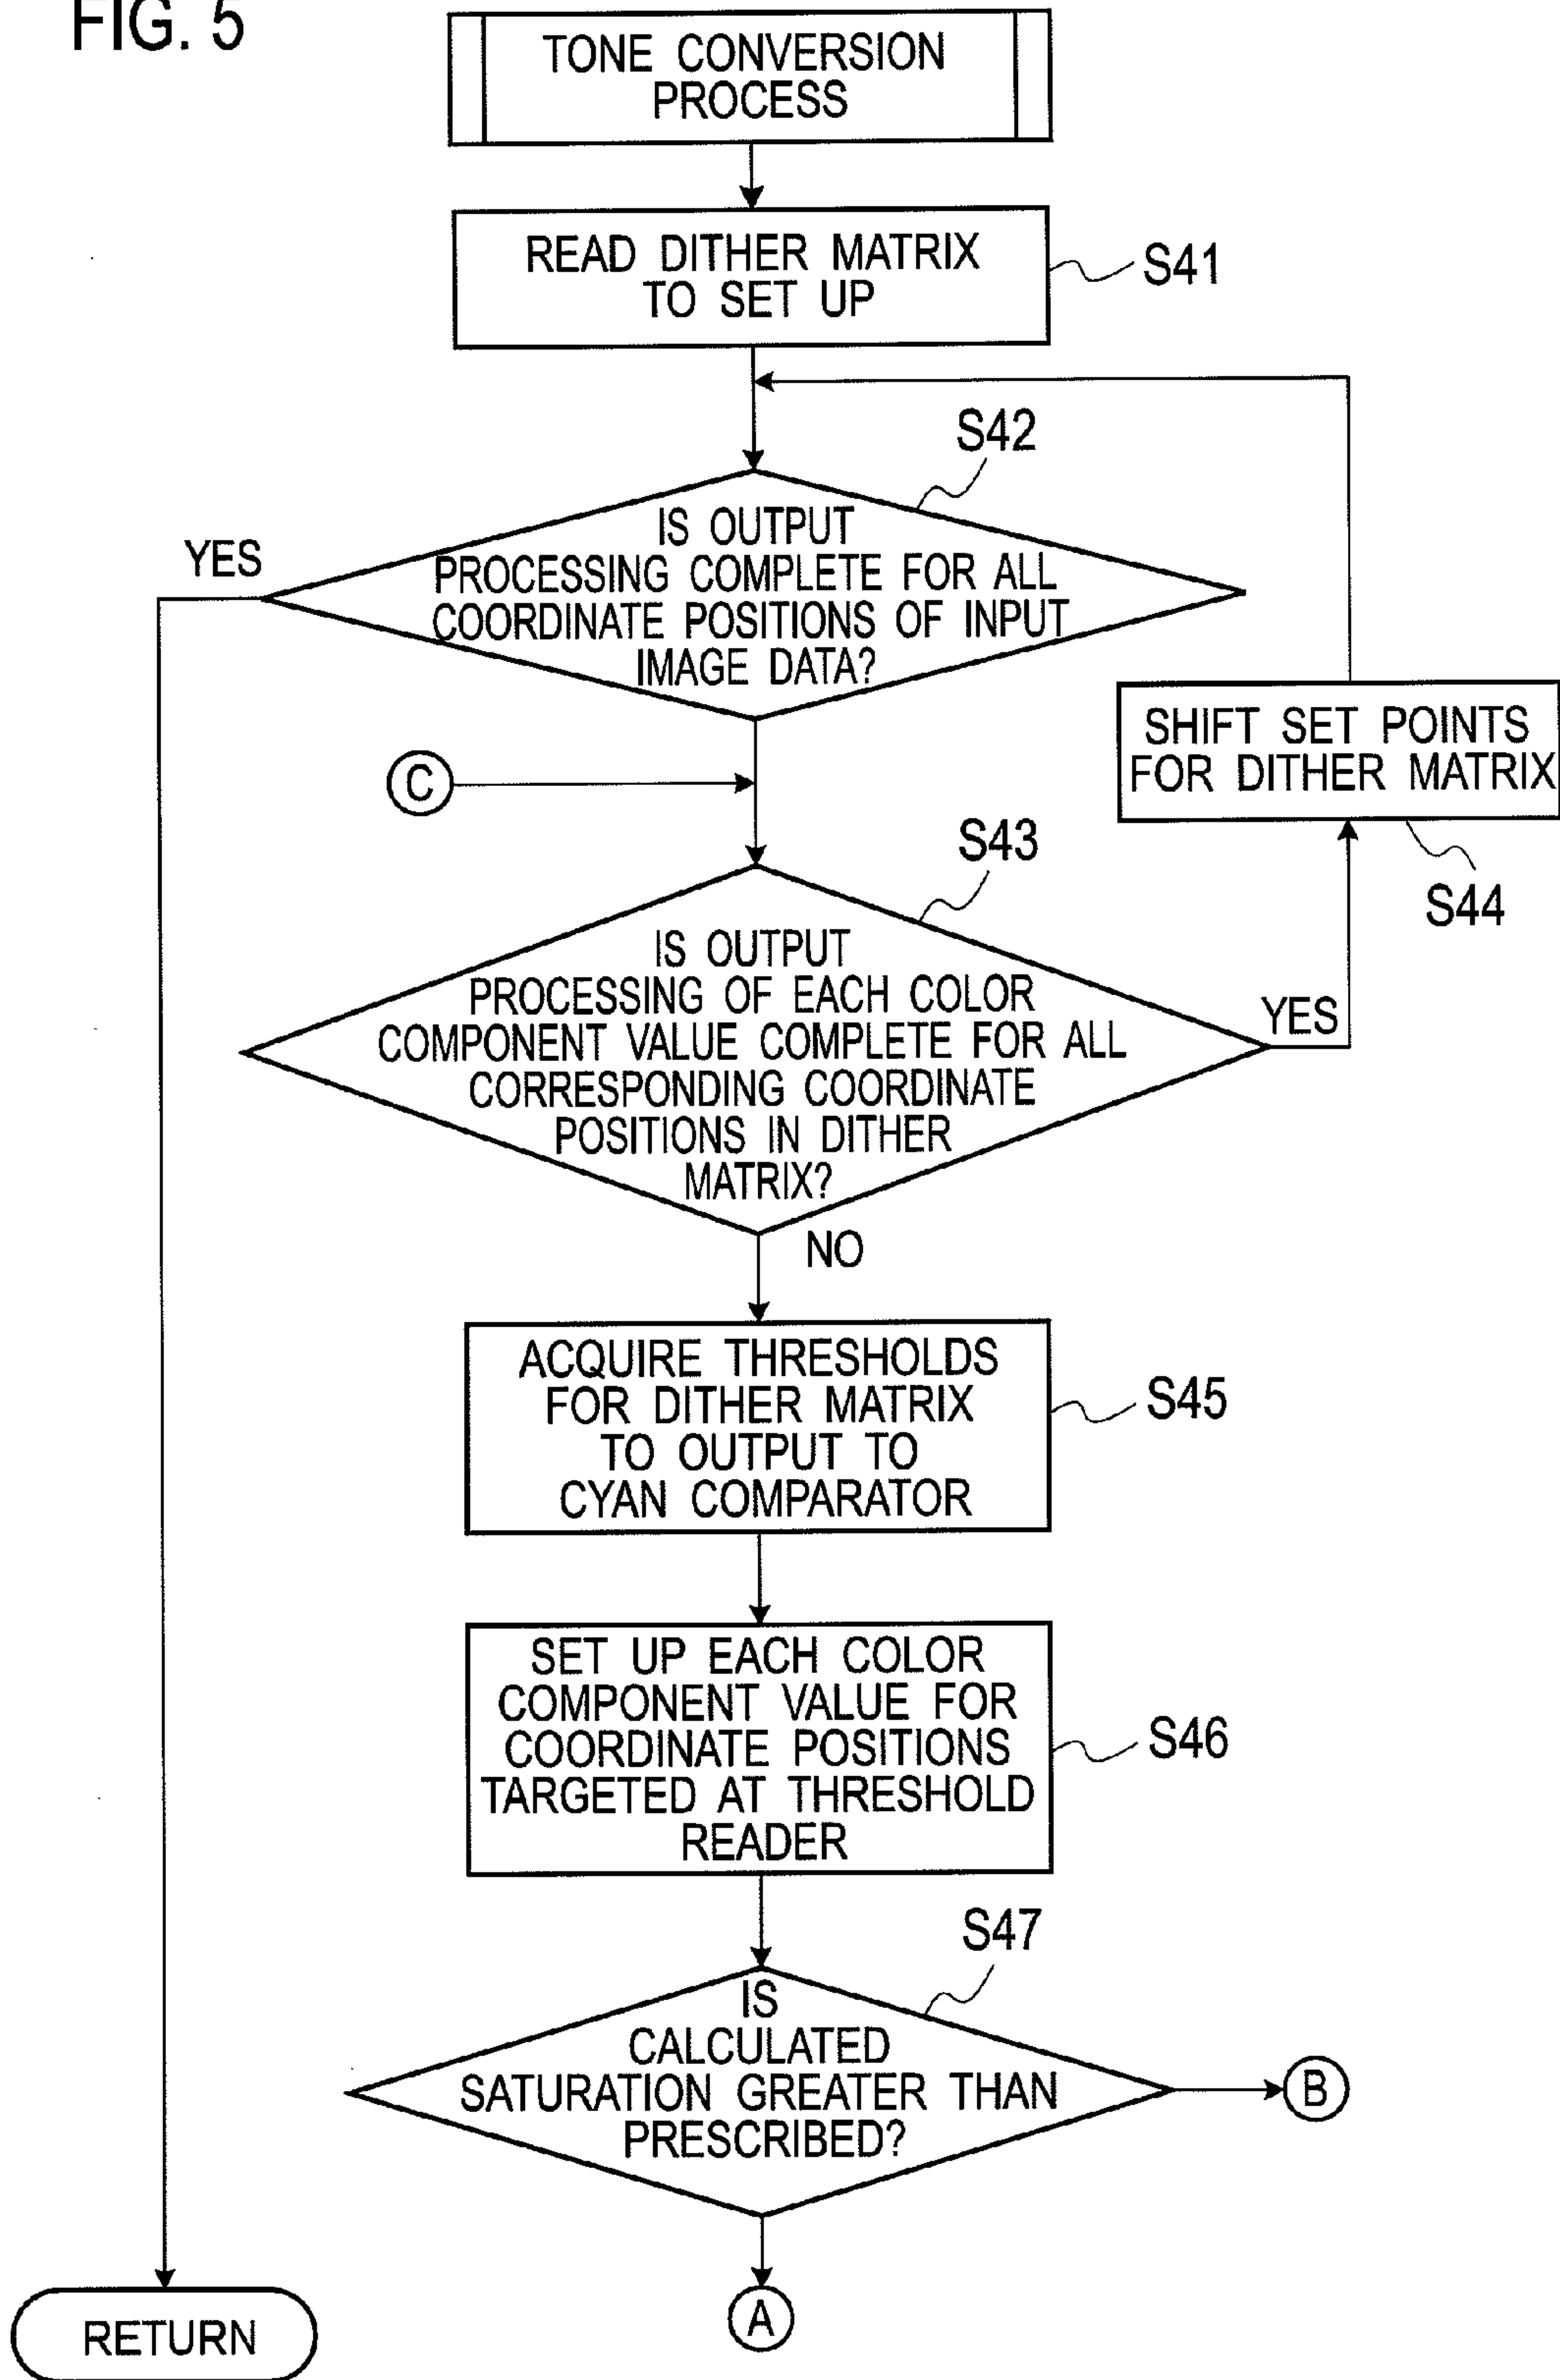 FIG. 5
TONE CONVERSION
PROCESS
READ DITHER MATRIX
TO SET UP
S41
S42
IS OUTPUT
PROCESSING COMPLETE FOR ALL
COORDINATE POSITIONS OF INPUT
IMAGE DATA?
YES
SHIFT SET POINTS
FOR DITHER MATRIX
S44
C
S43
IS OUTPUT
PROCESSING OF EACH COLOR
COMPONENT VALUE COMPLETE FOR ALL
CORRESPONDING COORDINATE
POSITIONS IN DITHER
MATRIX?
YES
NO
ACQUIRE THRESHOLDS
FOR DITHER MATRIX
TO OUTPUT TO
CYAN COMPARATOR
S45
SET UP EACH COLOR
COMPONENT VALUE FOR
COORDINATE POSITIONS
TARGETED AT THRESHOLD
READER
S46
S47
IS
CALCULATED
SATURATION GREATER THAN
PRESCRIBED?
B
A
RETURN